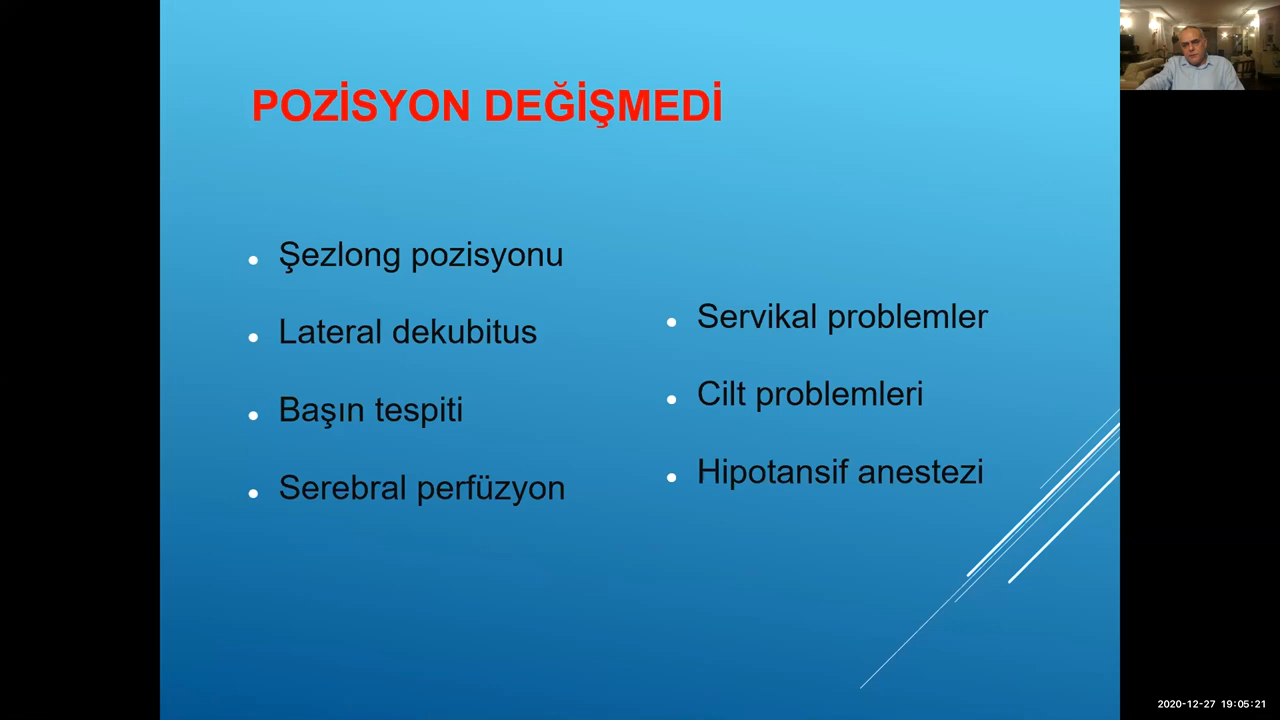 POZİSYON DEĞİŞMEDİ
Şezlong pozisyonu
Lateral dekubitus
Başın tespiti
Serebral perfüzyon
Servikal problemler
Cilt problemleri
Hipotansif anestezi
2020-12-27 19:05:21